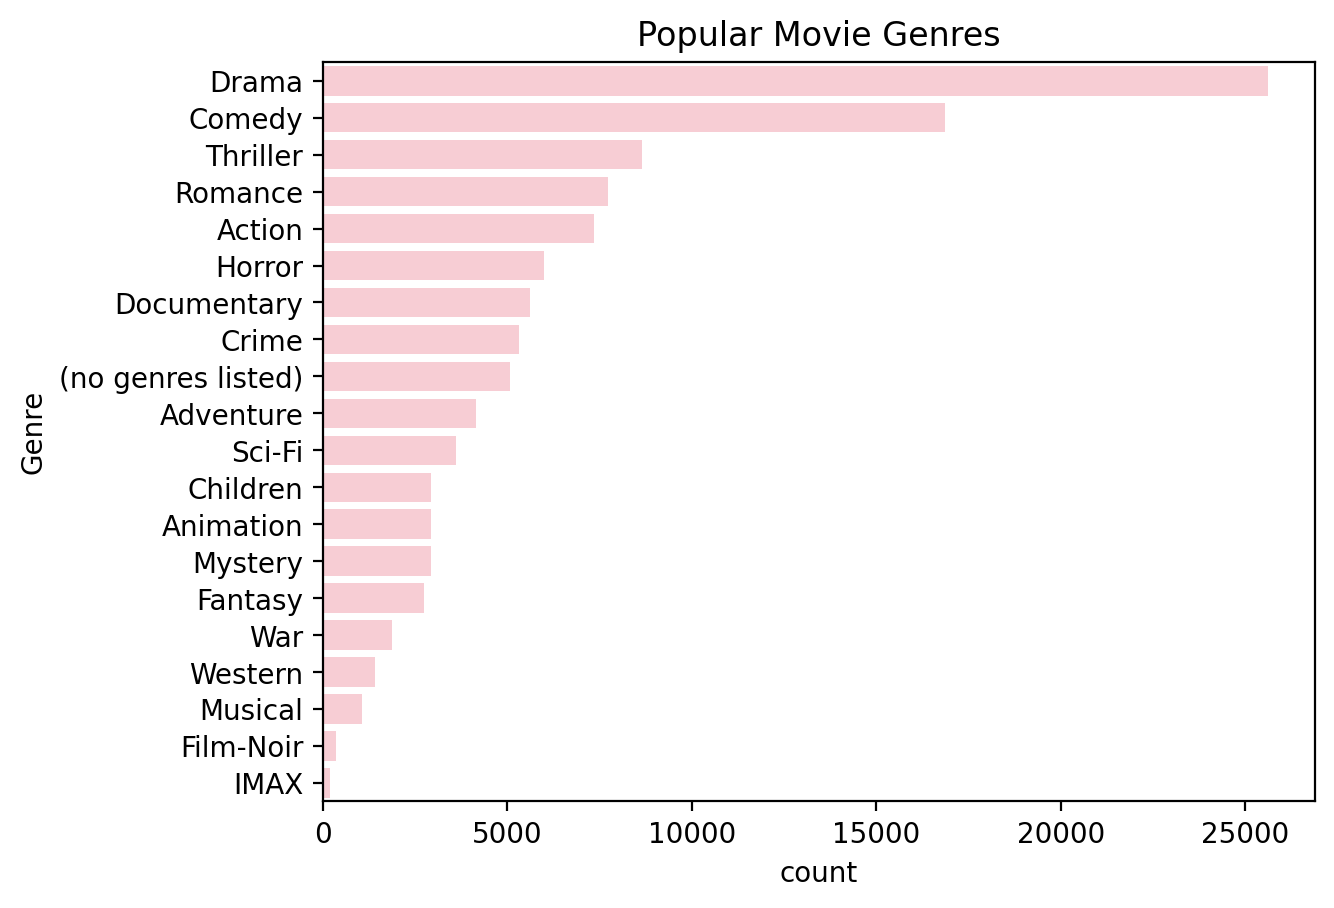 Popular Movie Genres
Drama
Comedy
Thriller
Romance
Action
Horror
Documentary
Crime
(no genres listed)
Adventure
Sci-Fi
Children
Animation
Mystery
Fantasy
War
Western
Musical
Film-Noir
IMAX
Genre
0 5000 10000 15000 20000 25000
count